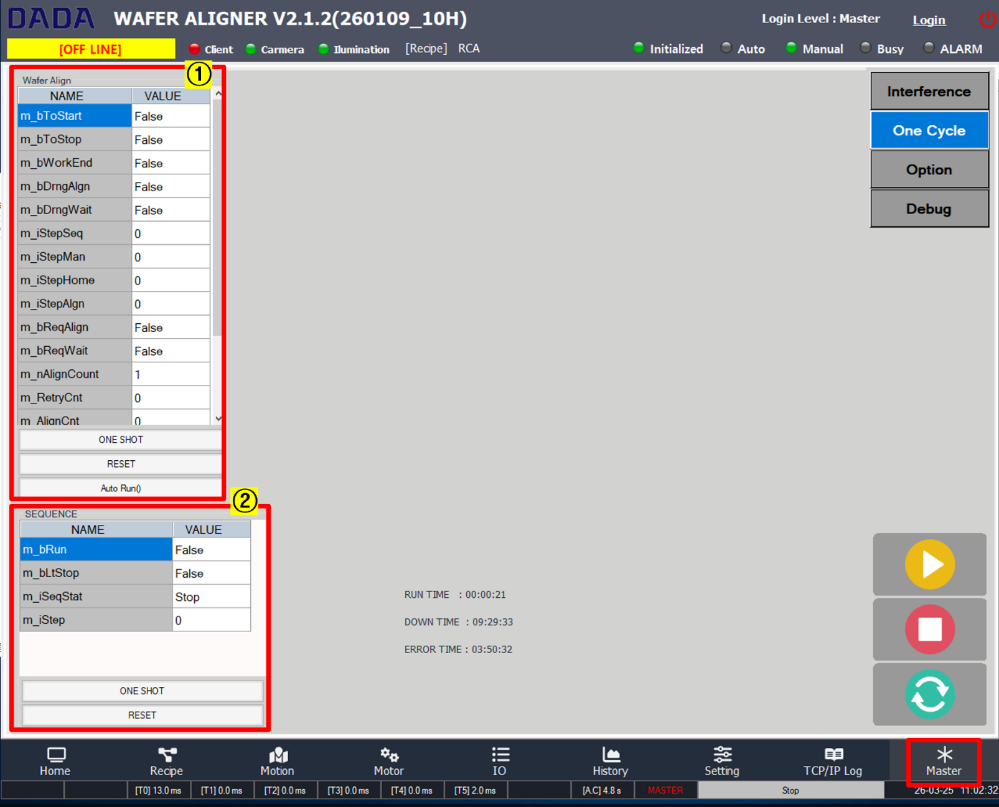 DADA WAFER ALIGNER V2.1.2(260109_10H) Login Level : Master Login
[OFF LINE] Client Carmera Ilumination [Recipe] RCA Initialized Auto Manual Busy ALARM
①
Wafer Align
NAME VALUE
m_bToStart False
m_bToStop False
m_bWorkEnd False
m_bDrngAlgn False
m_bDrngWait False
m_iStepSeq 0
m_iStepMan 0
m_iStepHome 0
m_iStepAlgn 0
m_bReqAlign False
m_bReqWait False
m_nAlignCount 1
m_RetryCnt 0
m_AlignCnt 0
ONE SHOT
RESET
Auto Run()
②
SEQUENCE
NAME VALUE
m_bRun False
m_bLtStop False
m_iSeqStat Stop
m_iStep 0
ONE SHOT
RESET
RUN TIME : 00:00:21
DOWN TIME : 09:29:33
ERROR TIME : 03:50:32
Interference
One Cycle
Option
Debug
Home Recipe Motion Motor IO History Setting TCP/IP Log Master
[T0] 13.0 ms [T1] 0.0 ms [T2] 0.0 ms [T3] 0.0 ms [T4] 0.0 ms [T5] 2.0 ms [A.C] 4.8 s MASTER Stop 26-03-25 11:02:32